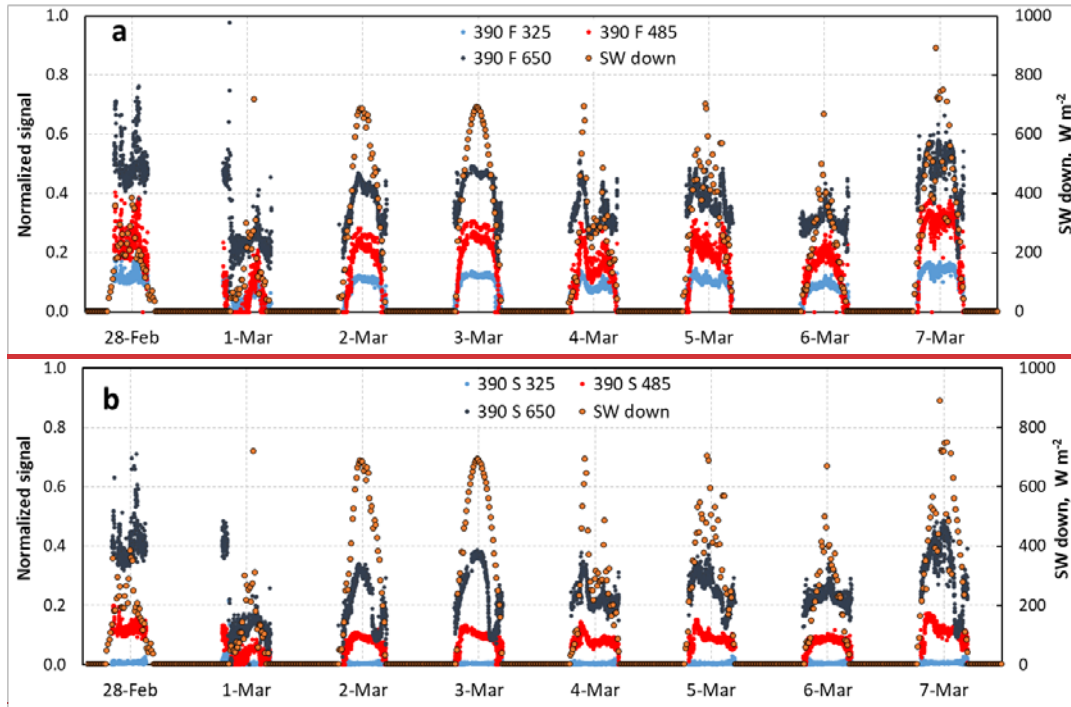 a
390 F 325 390 F 485
390 F 650 SW down
1.0 1000
0.8 800
0.6 600
0.4 400
0.2 200
0.0 0
Normalized signal
SW down, W m-2
28-Feb 1-Mar 2-Mar 3-Mar 4-Mar 5-Mar 6-Mar 7-Mar
b
390 S 325 390 S 485
390 S 650 SW down
1.0 1000
0.8 800
0.6 600
0.4 400
0.2 200
0.0 0
Normalized signal
SW down, W m-2
28-Feb 1-Mar 2-Mar 3-Mar 4-Mar 5-Mar 6-Mar 7-Mar